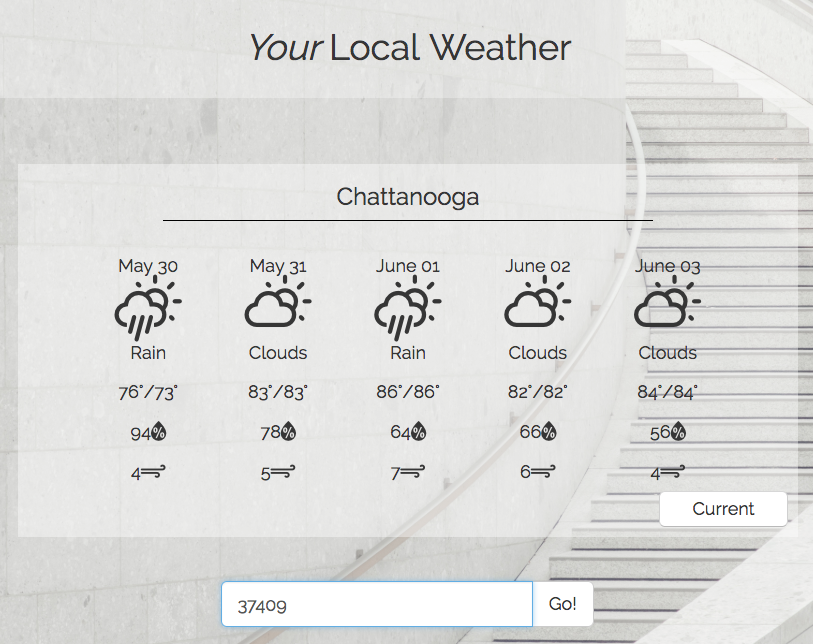 Your Local Weather
Chattanooga
May 30 May 31 June 01 June 02 June 03
Rain Clouds Rain Clouds Clouds
76°/73° 83°/83° 86°/86° 82°/82° 84°/84°
94% 78% 64% 66% 56%
4 5 7 6 4
Current
37409 Go!